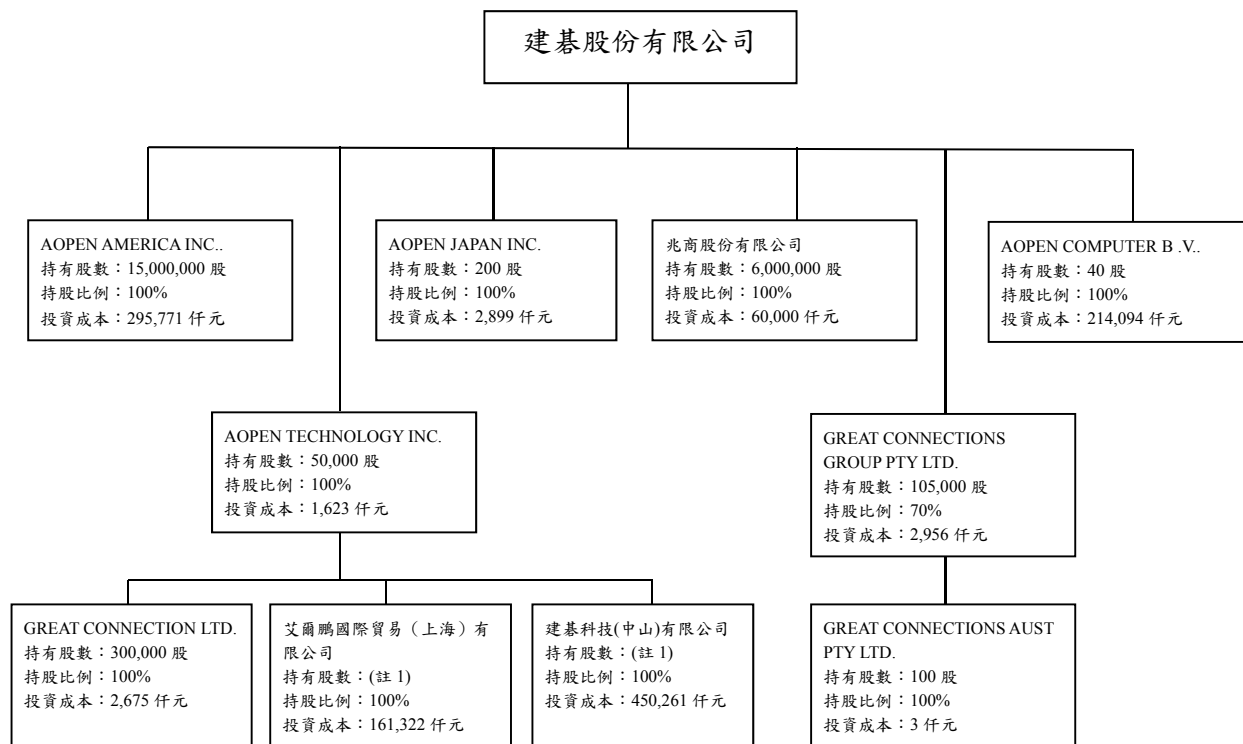 建碁股份有限公司
AOPEN AMERICA INC..
持有股數：15,000,000 股
持股比例：100%
投資成本：295,771 仟元
AOPEN JAPAN INC.
持有股數：200 股
持股比例：100%
投資成本：2,899 仟元
兆商股份有限公司
持有股數：6,000,000 股
持股比例：100%
投資成本：60,000 仟元
AOPEN COMPUTER B .V..
持有股數：40 股
持股比例：100%
投資成本：214,094 仟元
AOPEN TECHNOLOGY INC.
持有股數：50,000 股
持股比例：100%
投資成本：1,623 仟元
GREAT CONNECTIONS
GROUP PTY LTD.
持有股數：105,000 股
持股比例：70%
投資成本：2,956 仟元
GREAT CONNECTION LTD.
持有股數：300,000 股
持股比例：100%
投資成本：2,675 仟元
艾爾鵬國際貿易（上海）有
限公司
持有股數：(註 1)
持股比例：100%
投資成本：161,322 仟元
建碁科技(中山)有限公司
持有股數：(註 1)
持股比例：100%
投資成本：450,261 仟元
GREAT CONNECTIONS AUST
PTY LTD.
持有股數：100 股
持股比例：100%
投資成本：3 仟元